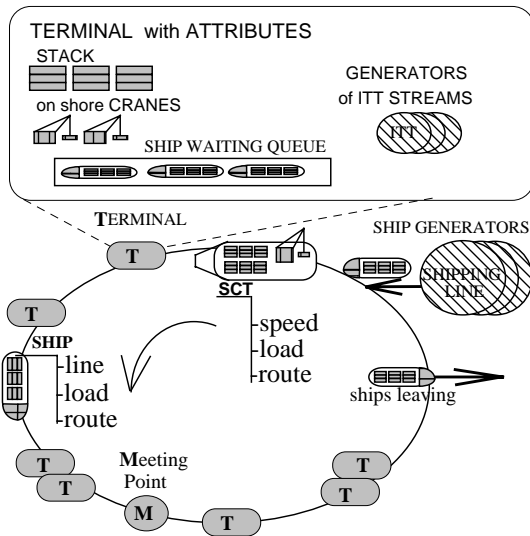 TERMINAL with ATTRIBUTES
STACK
on shore CRANES
GENERATORS
of ITT STREAMS
ITT
SHIP WAITING QUEUE
TERMINAL
SHIP GENERATORS
T
SHIPPING
LINE
SCT
speed
load
route
T
SHIP
line
load
route
ships leaving
T
T
Meeting
Point
M
T
T
T